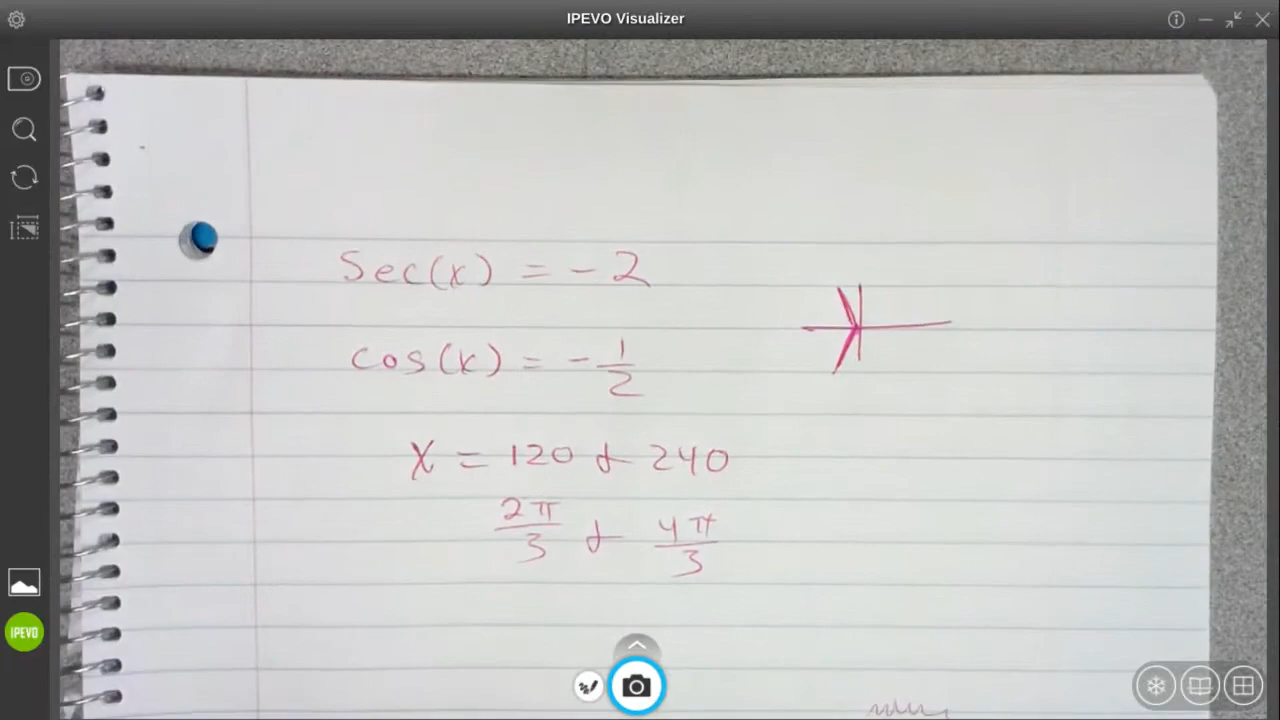 IPEVO Visualizer
Sec(x) = -2
cos(x) = -1/2
x = 120 & 240
2π/3 & 4π/3
IPEVO